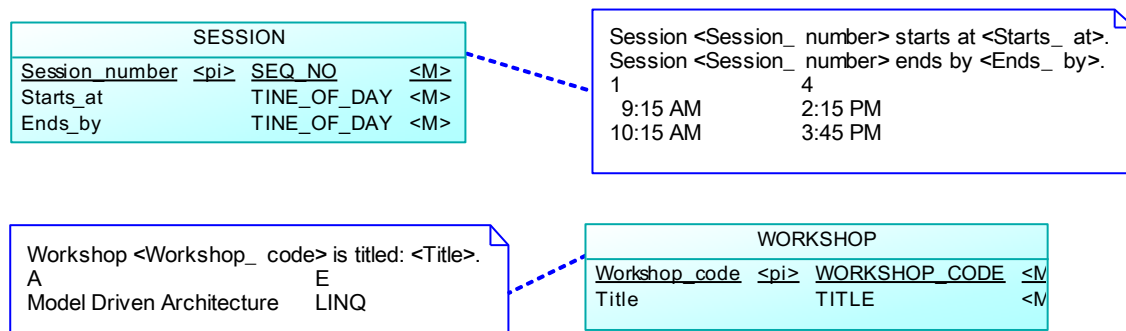 SESSION
Session_number <pi> SEQ_NO <M>
Starts_at TINE_OF_DAY <M>
Ends_by TINE_OF_DAY <M>
Session <Session_ number> starts at <Starts_ at>.
Session <Session_ number> ends by <Ends_ by>.
1 4
9:15 AM 2:15 PM
10:15 AM 3:45 PM
Workshop <Workshop_ code> is titled: <Title>.
A E
Model Driven Architecture LINQ
WORKSHOP
Workshop_code <pi> WORKSHOP_CODE <M
Title TITLE <M